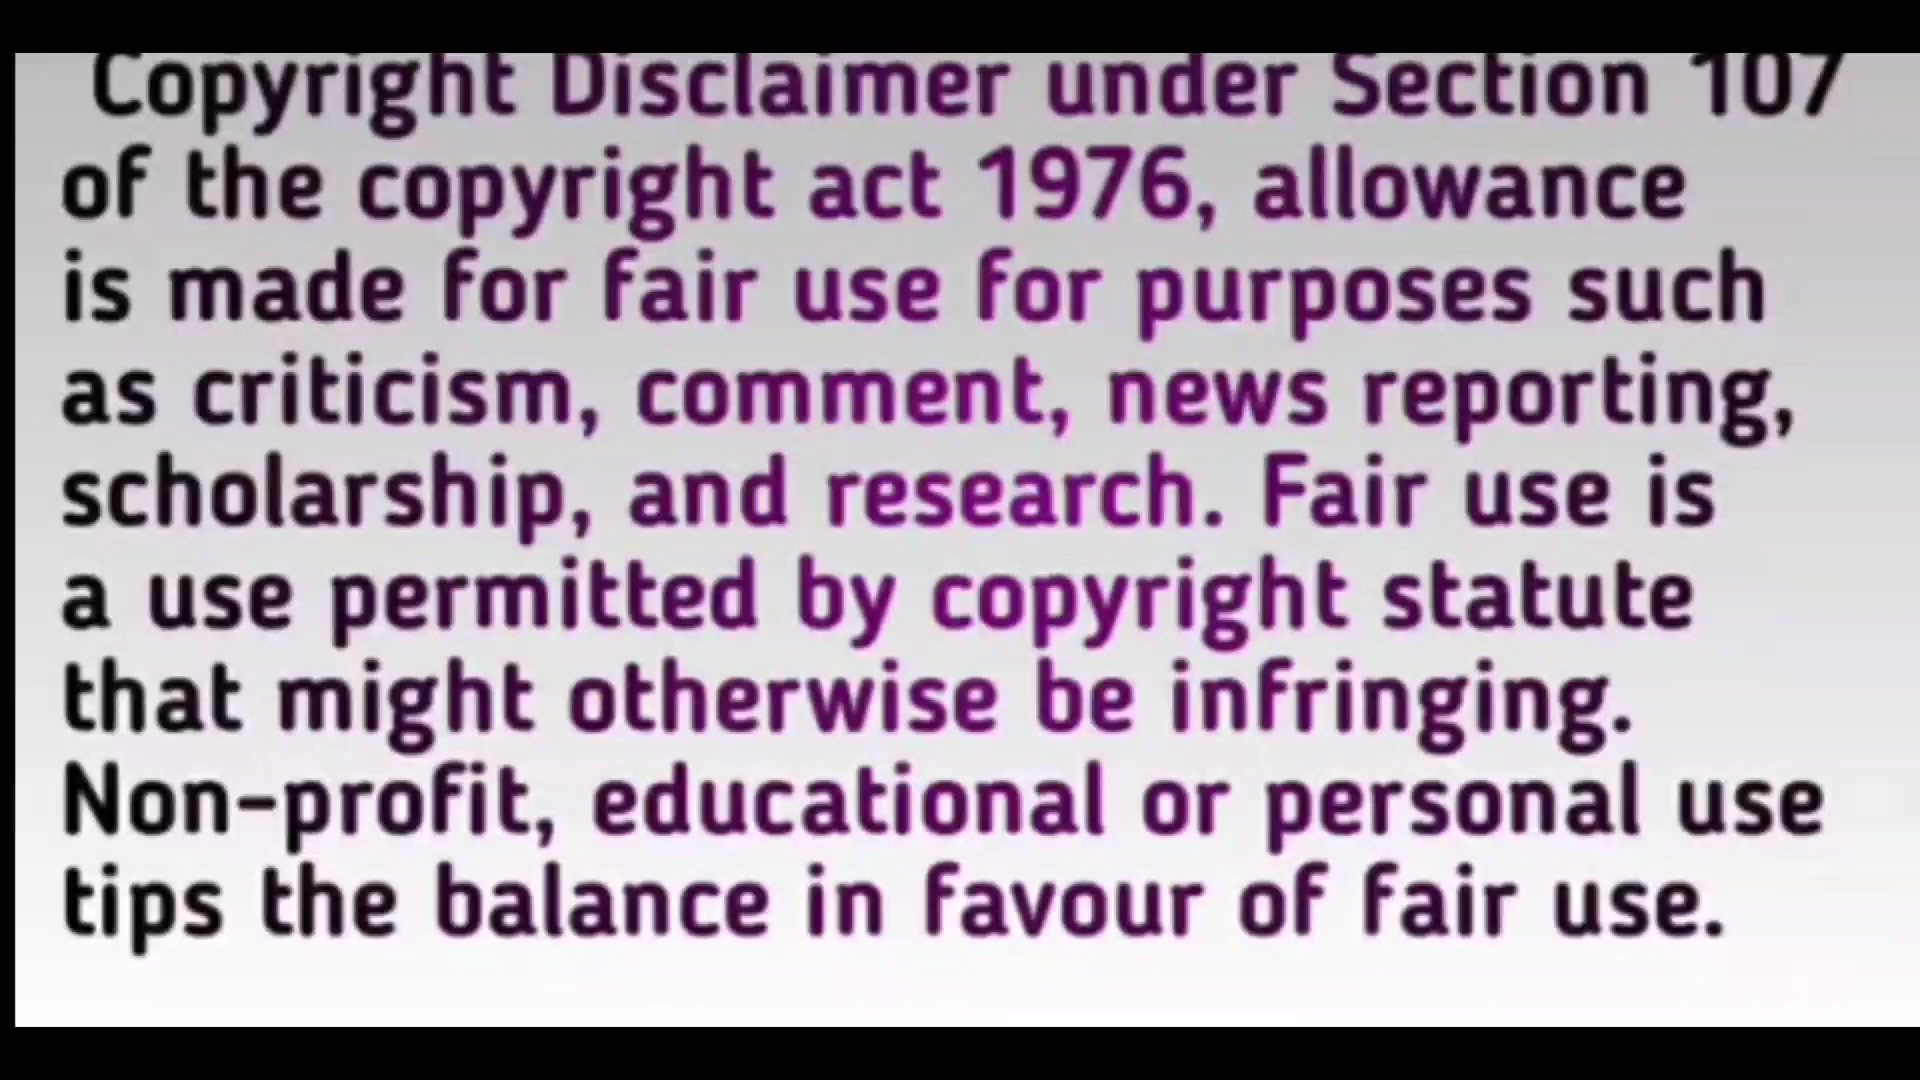 Copyright Disclaimer under Section 107
of the copyright act 1976, allowance
is made for fair use for purposes such
as criticism, comment, news reporting,
scholarship, and research. Fair use is
a use permitted by copyright statute
that might otherwise be infringing.
Non-profit, educational or personal use
tips the balance in favour of fair use.